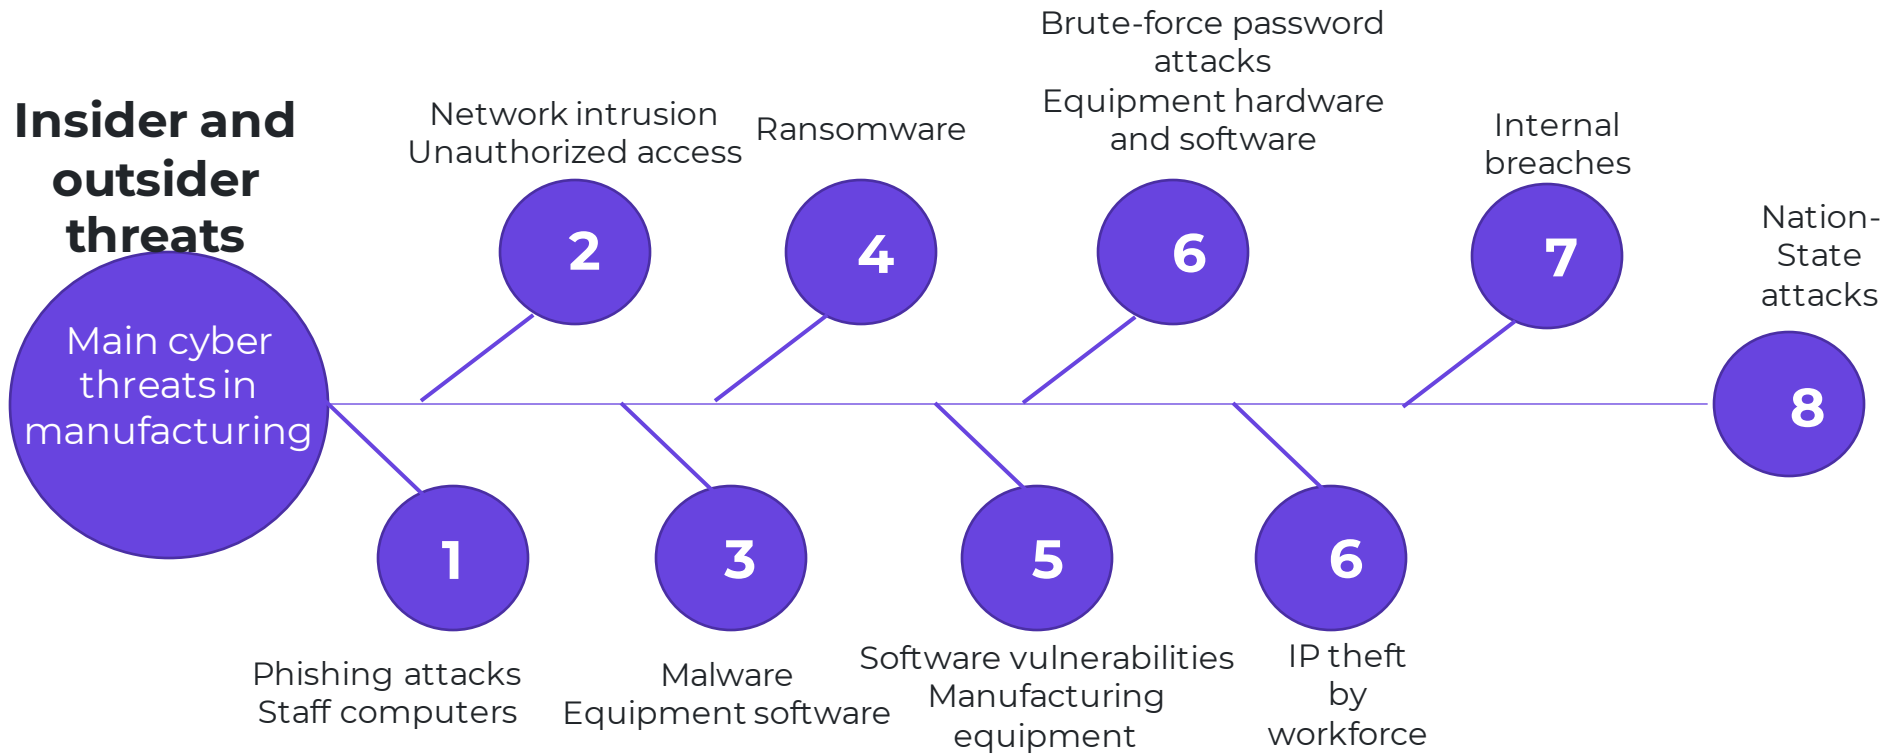 Insider and
outsider
threats
Main cyber
threats in
manufacturing
1
Phishing attacks
Staff computers
Network intrusion
Unauthorized access
2
3
Malware
Equipment software
Ransomware
4
5
Software vulnerabilities
Manufacturing
equipment
Brute-force password
attacks
Equipment hardware
and software
6
6
IP theft
by
workforce
Internal
breaches
7
Nation-
State
attacks
8